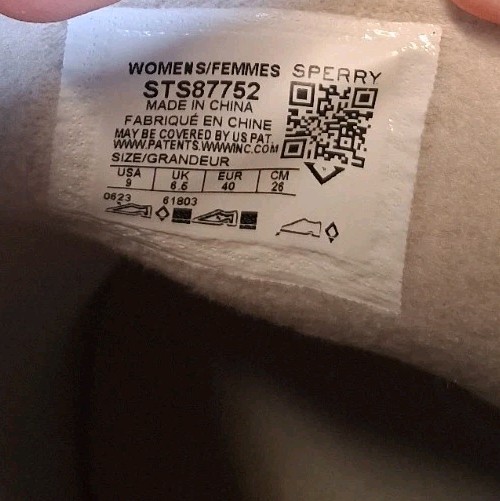 WOMENS/FEMMES SPERRY
STS87752
MADE IN CHINA
FABRIQUÉ EN CHINE
MAY BE COVERED BY US PAT.
WWW.PATENTS.WWWINC.COM
SIZE/GRANDEUR
USA UK EUR CM
9 6.5 40 26
0623 61803